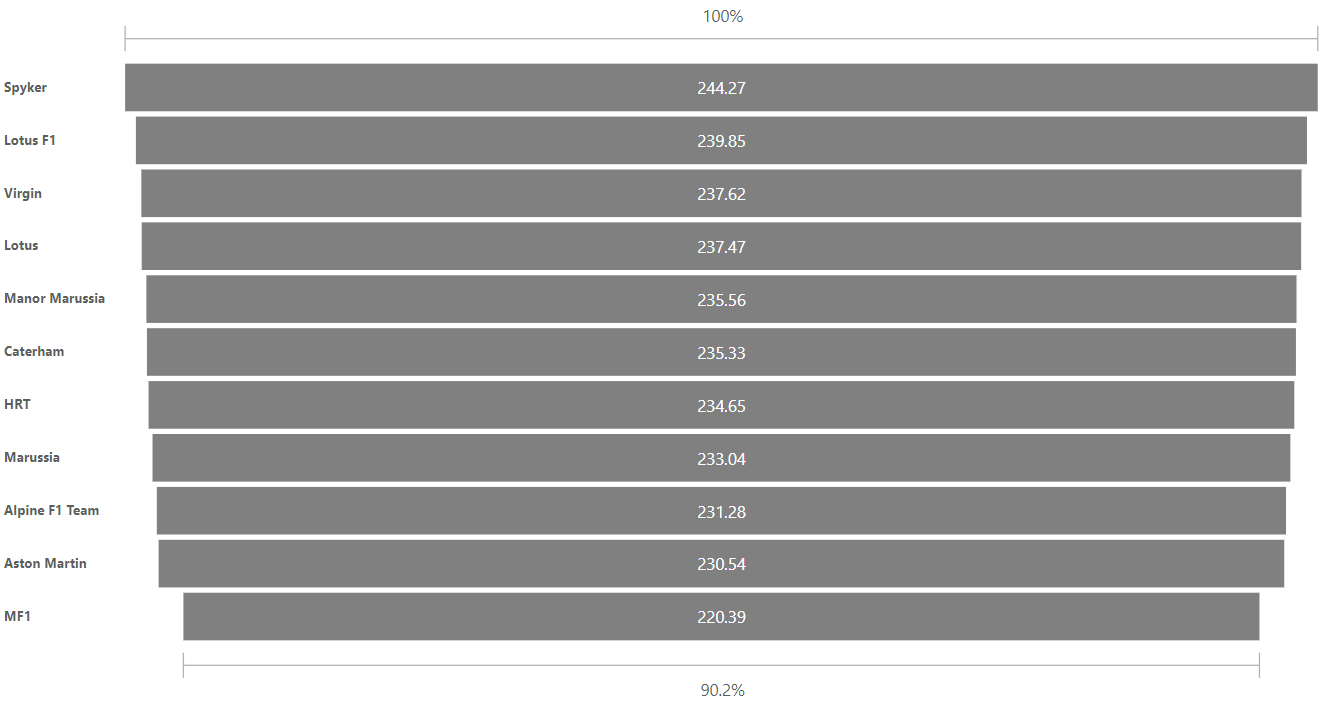 100%
Spyker 244.27
Lotus F1 239.85
Virgin 237.62
Lotus 237.47
Manor Marussia 235.56
Caterham 235.33
HRT 234.65
Marussia 233.04
Alpine F1 Team 231.28
Aston Martin 230.54
MF1 220.39
90.2%